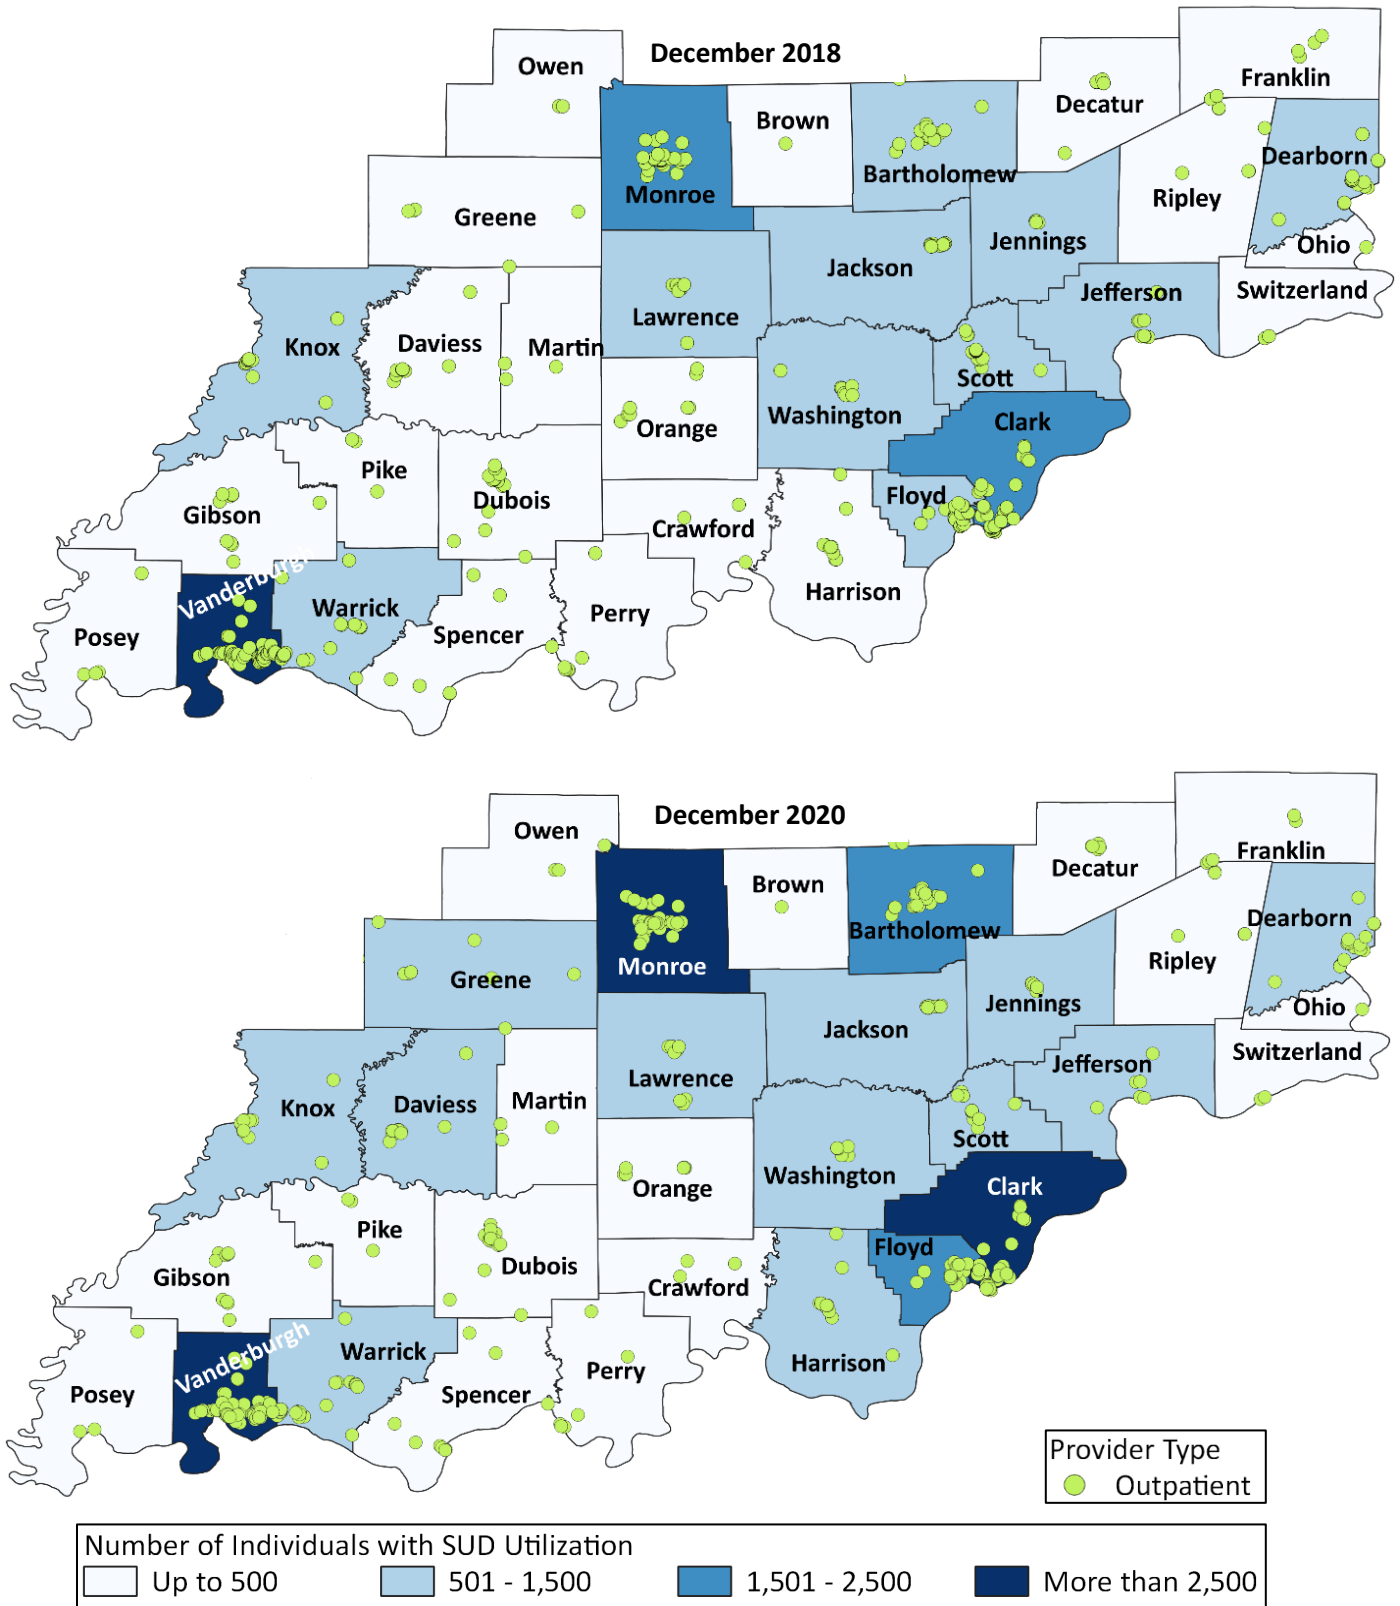 December 2018
Owen
Franklin
Decatur
Brown
Dearborn
Bartholomew
Monroe
Ripley
Greene
Jennings
Ohio
Jackson
Switzerland
Jefferson
Lawrence
Knox
Daviess
Martin
Scott
Washington
Clark
Orange
Pike
Floyd
Dubois
Gibson
Crawford
Vanderburgh
Harrison
Warrick
Perry
Spencer
Posey
December 2020
Owen
Franklin
Decatur
Brown
Dearborn
Bartholomew
Ripley
Monroe
Greene
Jennings
Ohio
Jackson
Switzerland
Jefferson
Lawrence
Martin
Daviess
Knox
Scott
Washington
Clark
Orange
Pike
Floyd
Dubois
Gibson
Crawford
Vanderburgh
Warrick
Harrison
Perry
Spencer
Posey
Provider Type
Outpatient
Number of Individuals with SUD Utilization
Up to 500
501 - 1,500
1,501 - 2,500
More than 2,500